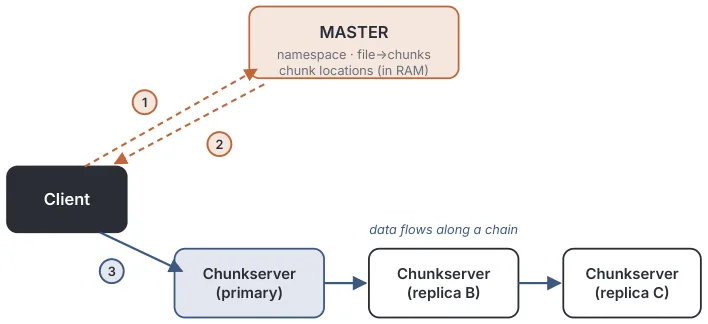 MASTER
namespace · file→chunks
chunk locations (in RAM)
1
2
Client
data flows along a chain
3
Chunkserver
(primary)
Chunkserver
(replica B)
Chunkserver
(replica C)